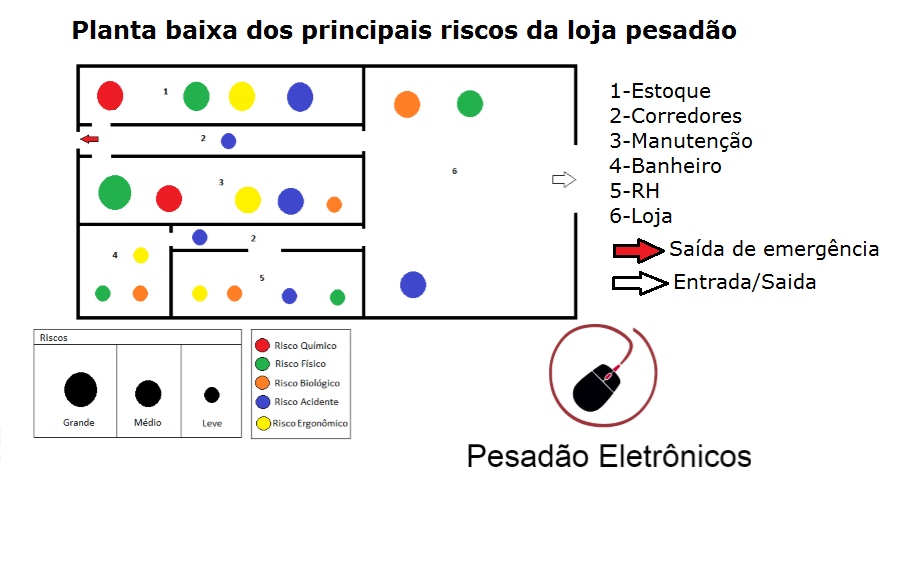 Planta baixa dos principais riscos da loja pesadão
1
2
3
4
2
5
6
1-Estoque
2-Corredores
3-Manutenção
4-Banheiro
5-RH
6-Loja
Saída de emergência
Entrada/Saida
Riscos
Grande
Médio
Leve
Risco Químico
Risco Físico
Risco Biológico
Risco Acidente
Risco Ergonômico
Pesadão Eletrônicos